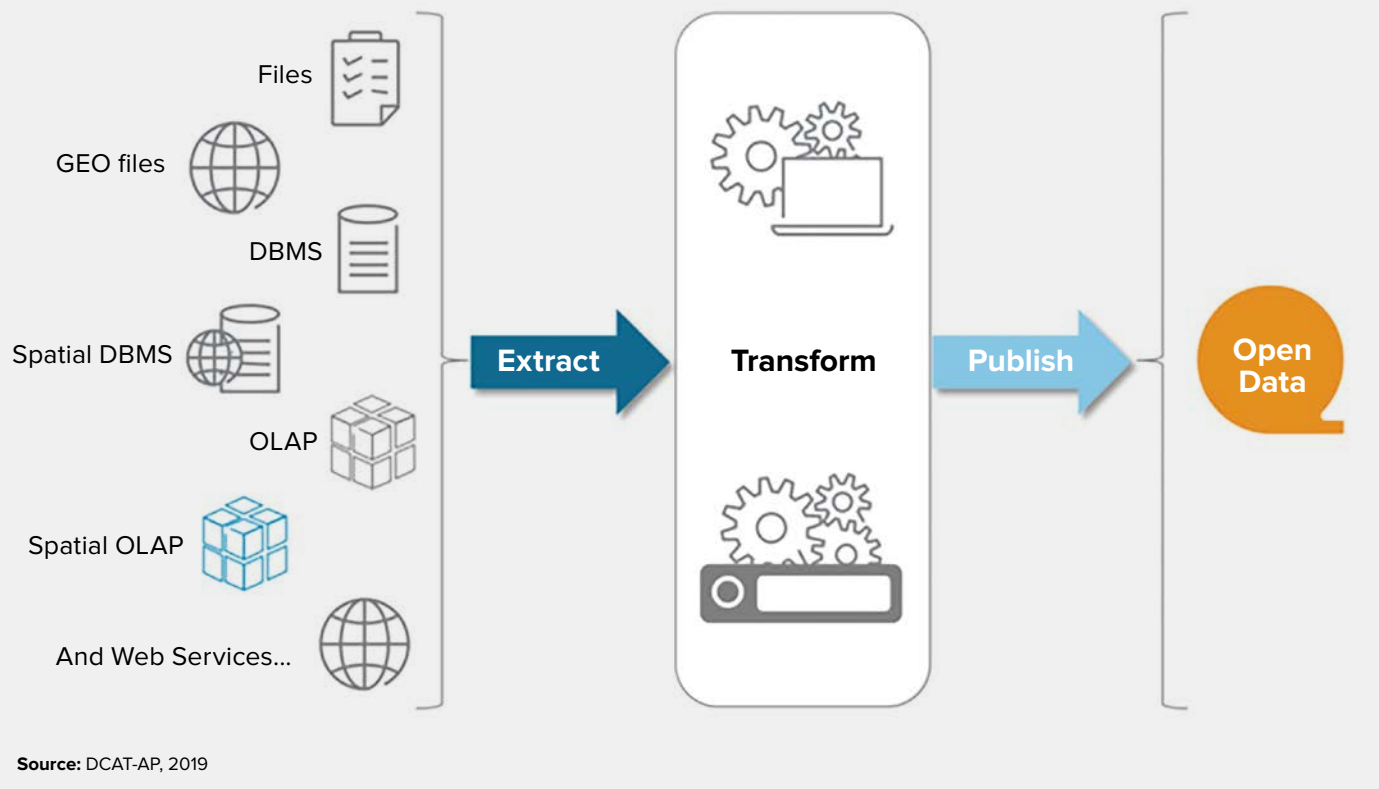 Files
GEO files
DBMS
Spatial DBMS
OLAP
Spatial OLAP
And Web Services...
Extract
Transform
Publish
Open
Data
Source: DCAT-AP, 2019